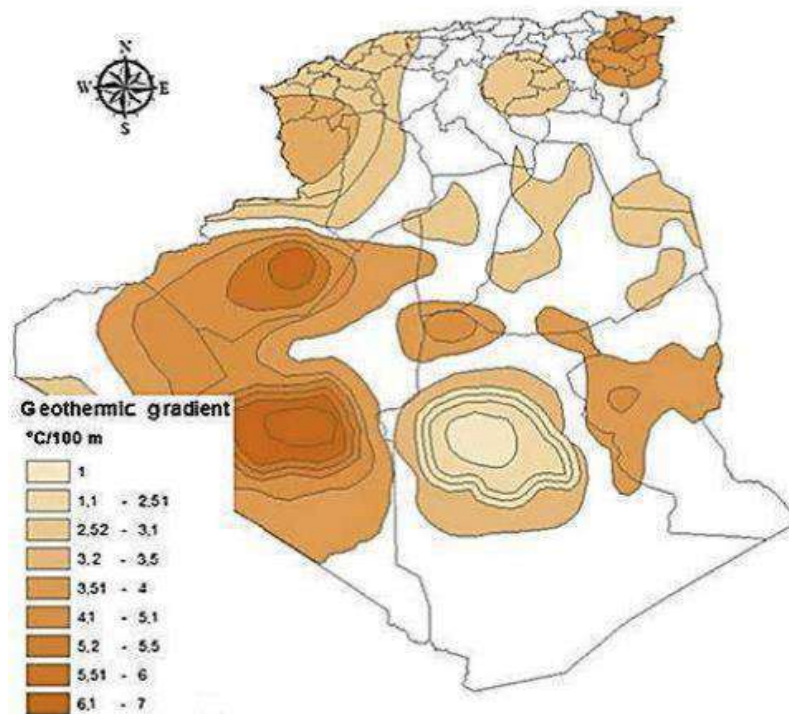 N
W E
S
Geothermic gradient
°C/100 m
1
1,1 - 2,51
2,52 - 3,1
3,2 - 3,5
3,51 - 4
4,1 - 5,1
5,2 - 5,5
5,51 - 6
6,1 - 7